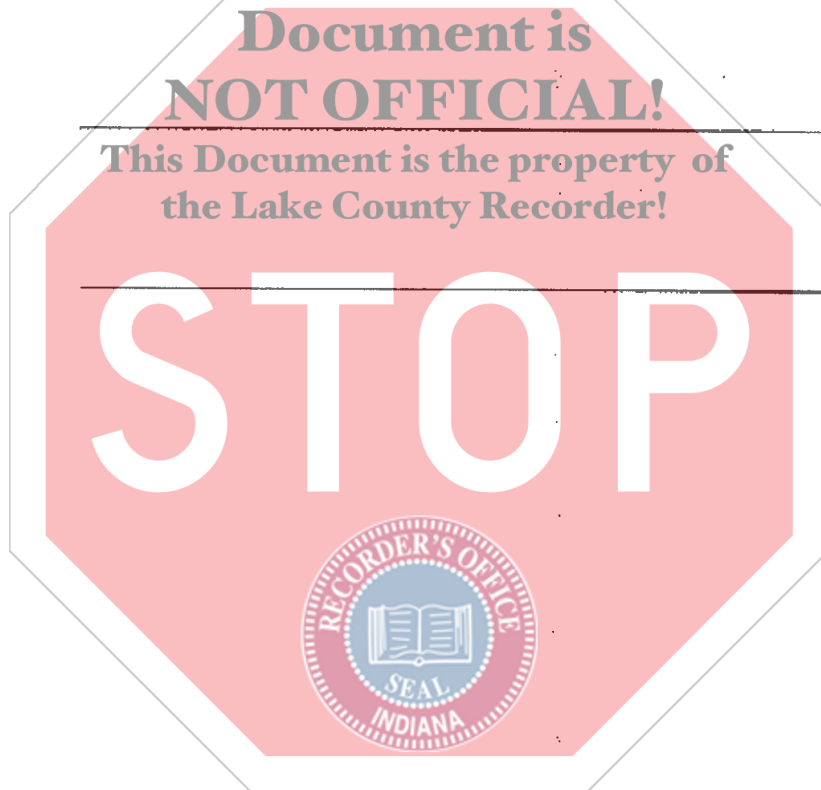 Document is
NOT OFFICIAL!
This Document is the property of
the Lake County Recorder!
STOP
RECORDER'S OFFICE
SEAL
INDIANA